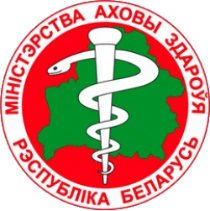 МІНІСТЭРСТВА АХОВЫ ЗДАРОЎЯ
РЭСПУБЛІКА БЕЛАРУСЬ